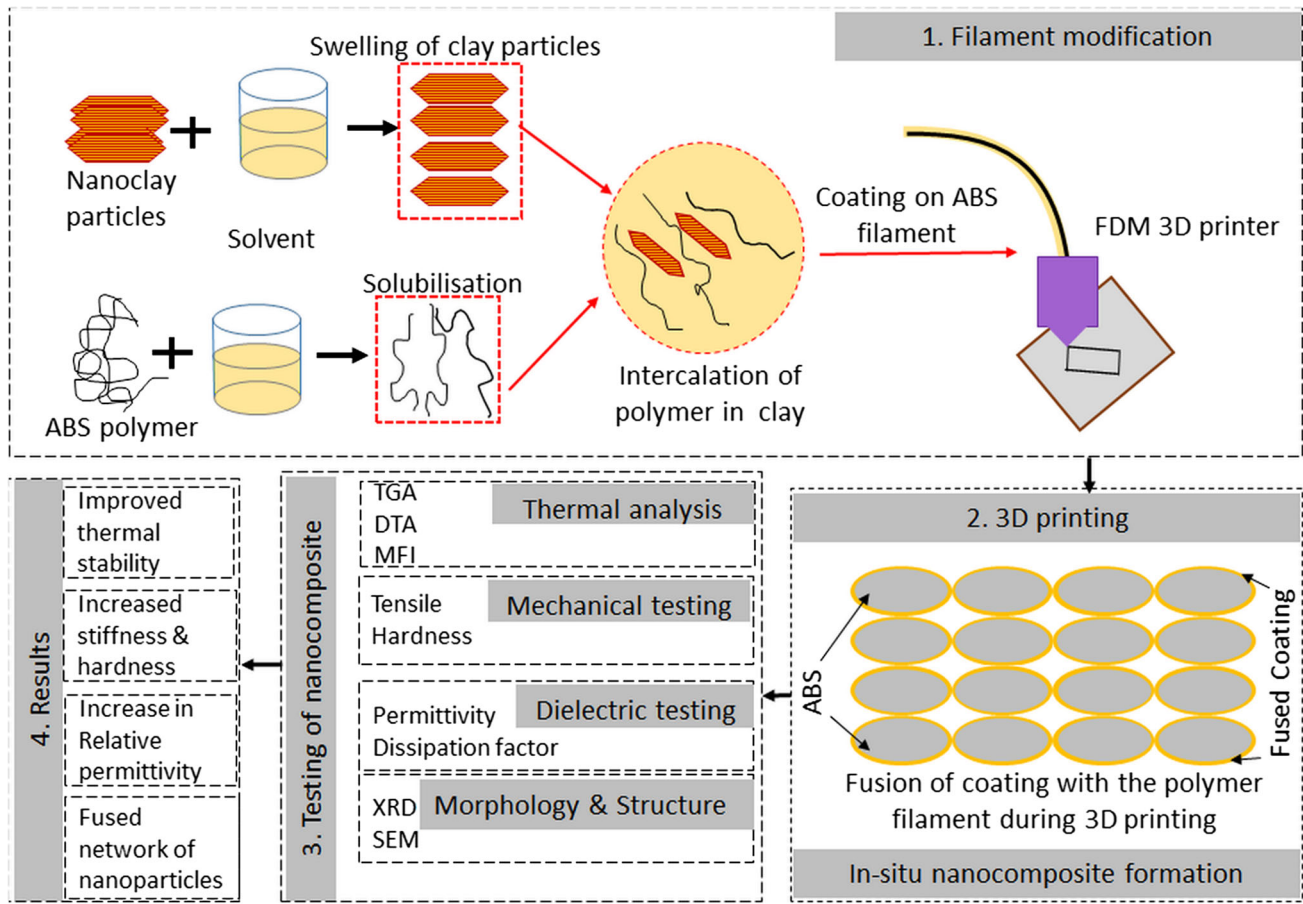 1. Filament modification
Swelling of clay particles
Nanoclay
particles
Solvent
Solubilisation
ABS polymer
Intercalation of
polymer in clay
Coating on ABS
filament
FDM 3D printer
2. 3D printing
ABS
Fused Coating
Fusion of coating with the polymer
filament during 3D printing
In-situ nanocomposite formation
3. Testing of nanocomposite
Thermal analysis
TGA
DTA
MFI
Mechanical testing
Tensile
Hardness
Dielectric testing
Permittivity
Dissipation factor
Morphology & Structure
XRD
SEM
4. Results
Improved
thermal
stability
Increased
stiffness &
hardness
Increase in
Relative
permittivity
Fused
network of
nanoparticles